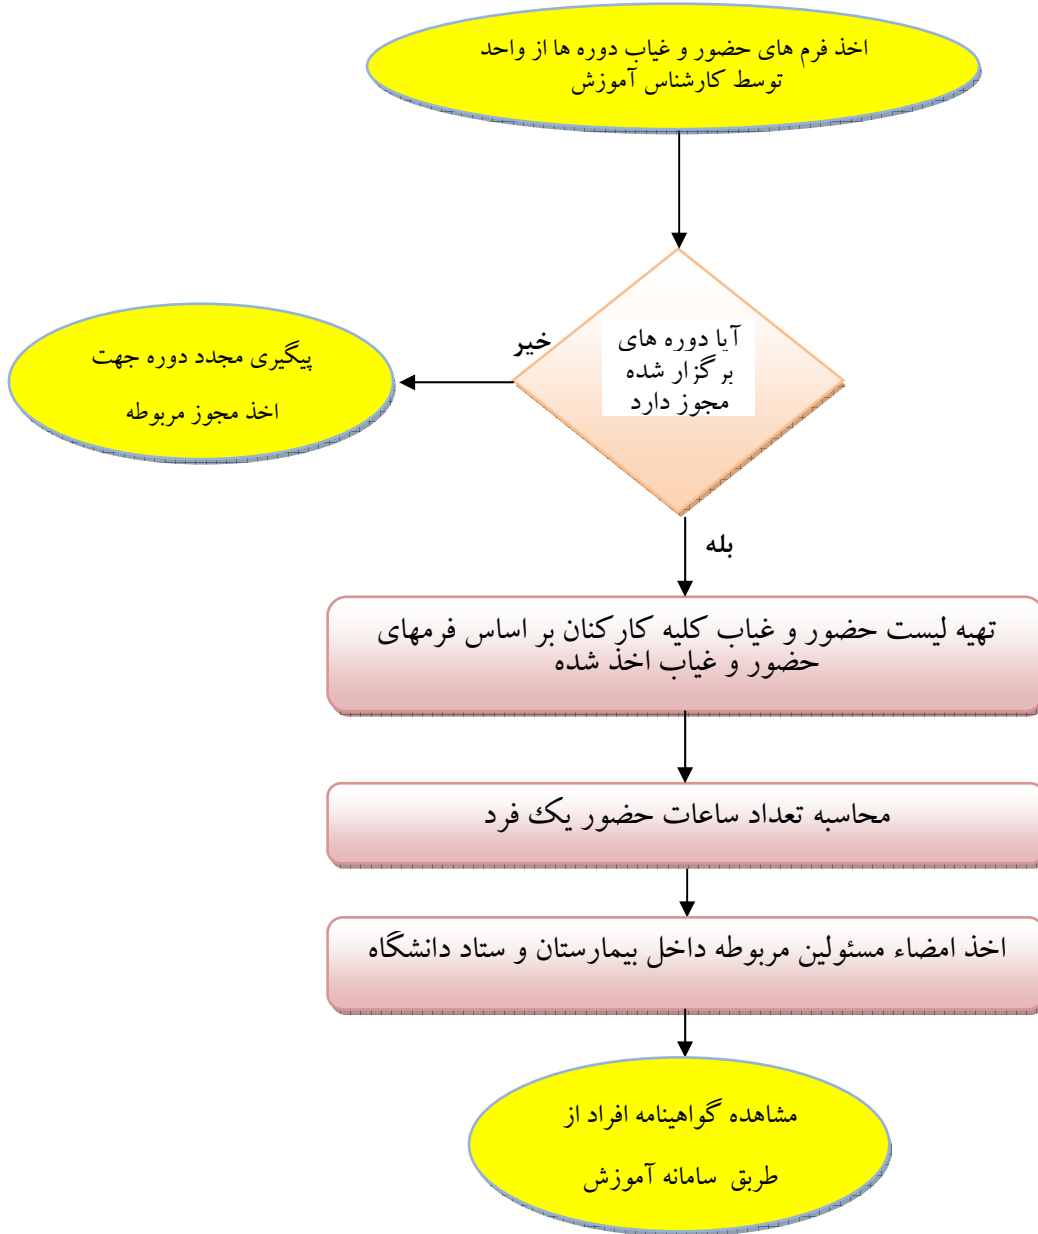 اخذ فرم های حضور و غیاب دوره ها از واحد
توسط کارشناس آموزش
آیا دوره های
برگزار شده
مجوز دارد
خیر
پیگیری مجدد دوره جهت
اخذ مجوز مربوطه
بله
تهیه لیست حضور و غیاب کلیه کارکنان بر اساس فرمهای
حضور و غیاب اخذ شده
محاسبه تعداد ساعات حضور یک فرد
اخذ امضاء مسئولین مربوطه داخل بیمارستان و ستاد دانشگاه
مشاهده گواهینامه افراد از
طریق سامانه آموزش